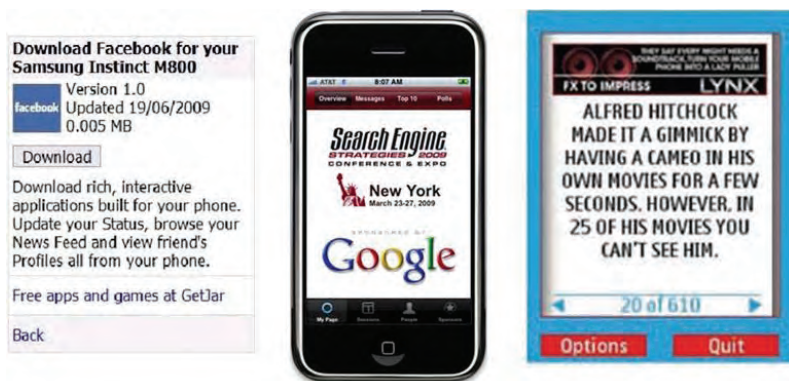 Download Facebook for your
Samsung Instinct M800
facebook
Version 1.0
Updated 19/06/2009
0.005 MB
Download
Download rich, interactive
applications built for your phone.
Update your Status, browse your
News Feed and view friend's
Profiles all from your phone.
Free apps and games at GetJar
Back
AT&T 8:07 AM
Overview Messages Top 10 Polls
Search Engine
STRATEGIES 2009
CONFERENCE & EXPO
New York
March 23-27, 2009
SPONSORED BY
Google
My Page Sessions People Sponsors
THEY SAY EVERY NIGHT NEEDS A
SOUNDTRACK, TURN YOUR MOBILE
PHONE INTO A LADY PULLER
FX TO IMPRESS LYNX
ALFRED HITCHCOCK
MADE IT A GIMMICK BY
HAVING A CAMEO IN HIS
OWN MOVIES FOR A FEW
SECONDS. HOWEVER, IN
25 OF HIS MOVIES YOU
CAN'T SEE HIM.
20 of 610
Options Quit